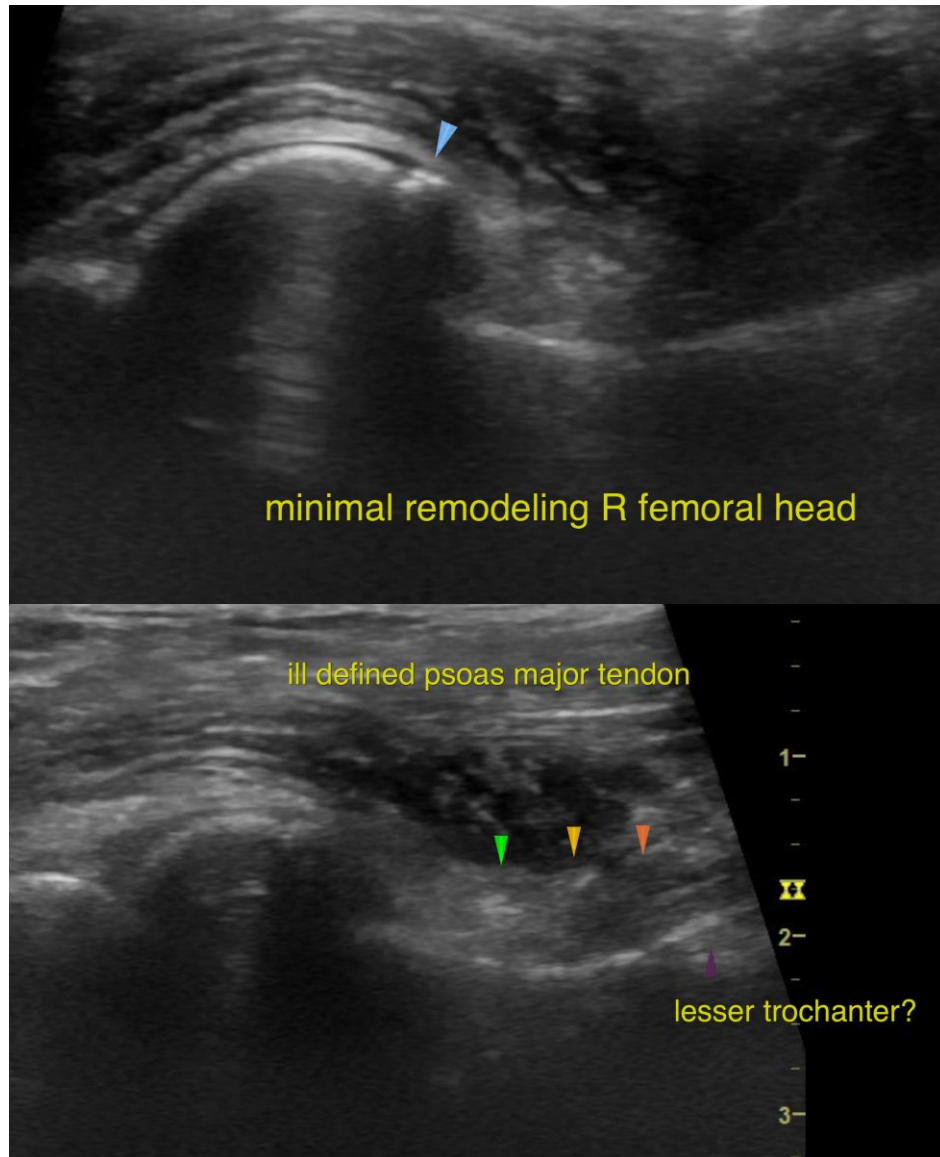 minimal remodeling R femoral head
ill defined psoas major tendon
1
2
lesser trochanter?
3